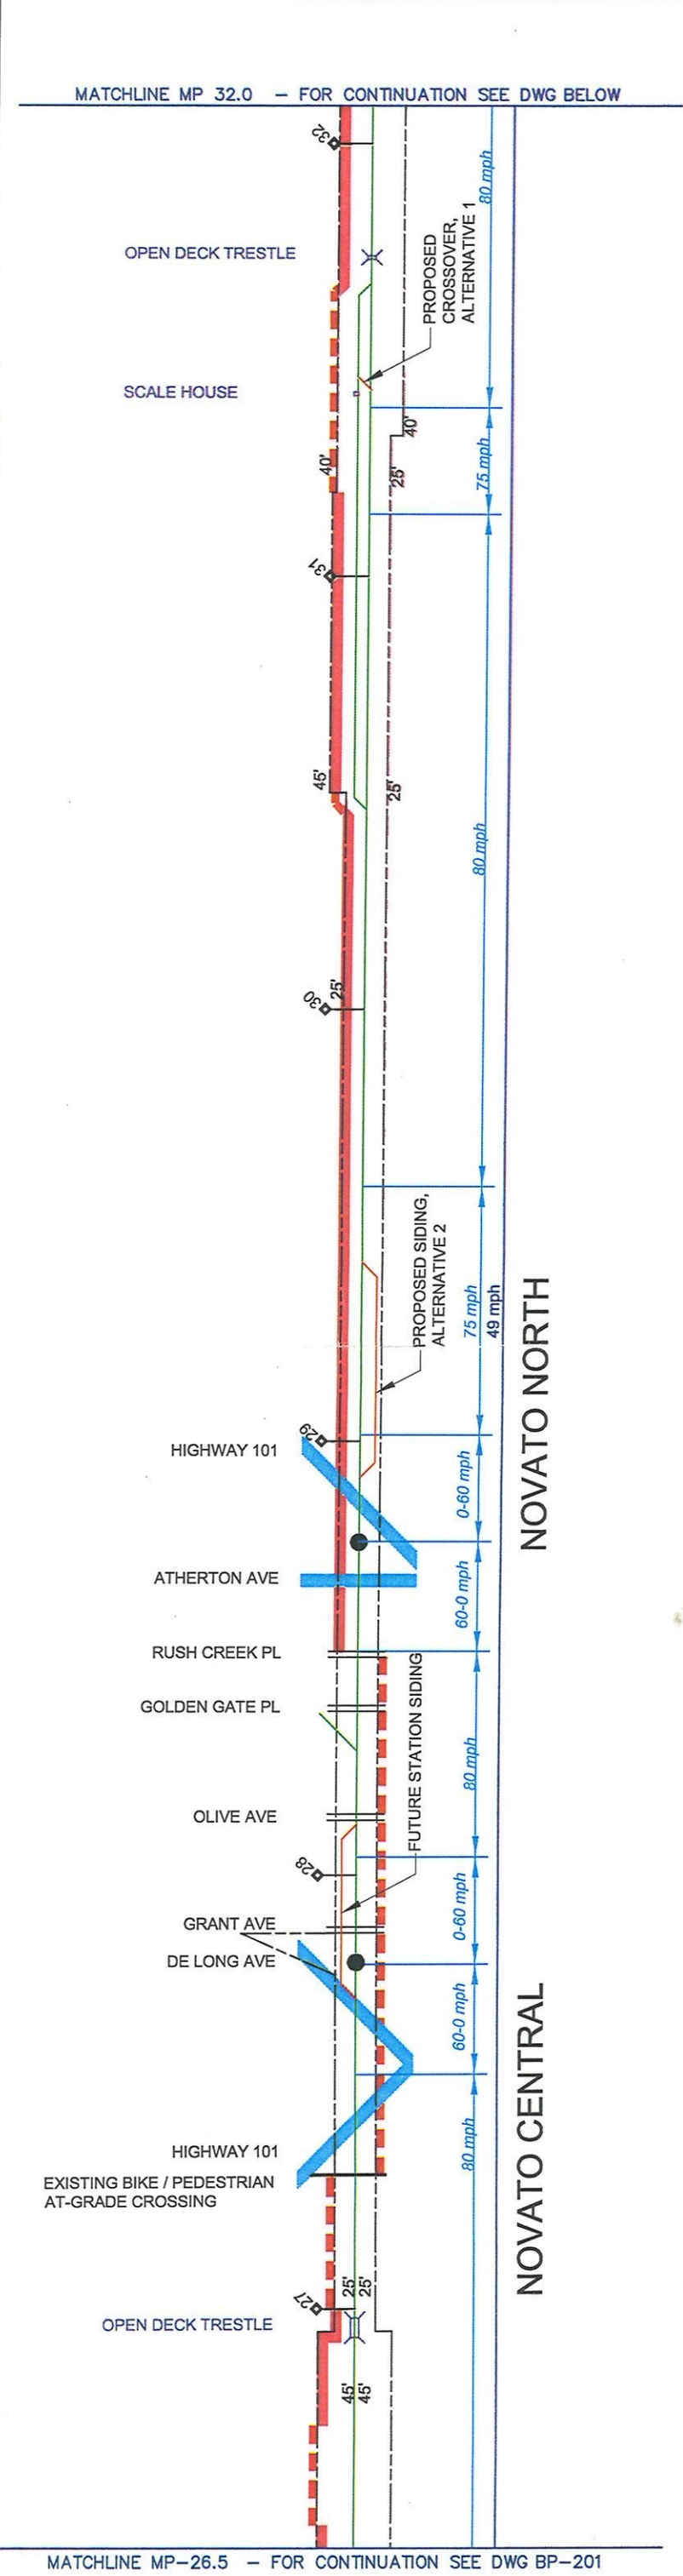 MATCHLINE MP 32.0 – FOR CONTINUATION SEE DWG BELOW
32
80 mph
OPEN DECK TRESTLE
PROPOSED
CROSSOVER,
ALTERNATIVE 1
SCALE HOUSE
40'
40'
25'
75 mph
31
45'
25'
80 mph
30
25'
PROPOSED SIDING,
ALTERNATIVE 2
75 mph
49 mph
NOVATO NORTH
29
HIGHWAY 101
0-60 mph
ATHERTON AVE
60-0 mph
RUSH CREEK PL
GOLDEN GATE PL
FUTURE STATION SIDING
80 mph
OLIVE AVE
28
0-60 mph
GRANT AVE
DE LONG AVE
60-0 mph
NOVATO CENTRAL
HIGHWAY 101
80 mph
EXISTING BIKE / PEDESTRIAN
AT-GRADE CROSSING
25'
25'
27
OPEN DECK TRESTLE
45'
45'
MATCHLINE MP-26.5 – FOR CONTINUATION SEE DWG BP-201